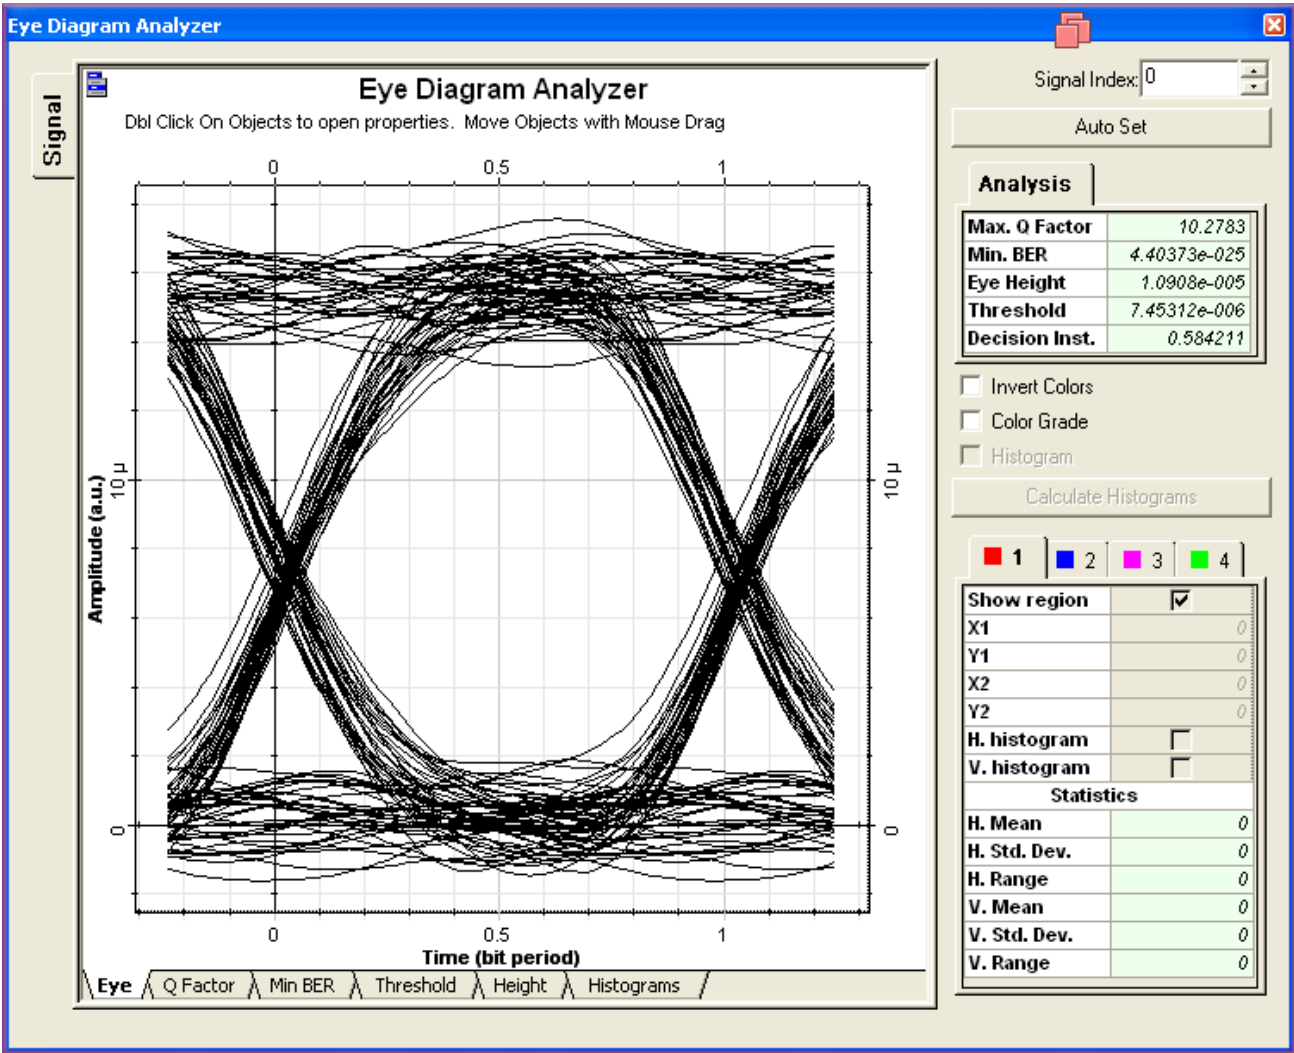 Eye Diagram Analyzer
Signal
Eye Diagram Analyzer
Dbl Click On Objects to open properties. Move Objects with Mouse Drag
0 0.5 1
Amplitude (a.u.)
10 µ
0
10 µ
0
0 0.5 1
Time (bit period)
Eye Q Factor Min BER Threshold Height Histograms
Signal Index: 0
Auto Set
Analysis
Max. Q Factor 10.2783
Min. BER 4.40373e-025
Eye Height 1.0908e-005
Threshold 7.45312e-006
Decision Inst. 0.584211
Invert Colors
Color Grade
Histogram
Calculate Histograms
1 2 3 4
Show region
X1 0
Y1 0
X2 0
Y2 0
H. histogram
V. histogram
Statistics
H. Mean 0
H. Std. Dev. 0
H. Range 0
V. Mean 0
V. Std. Dev. 0
V. Range 0